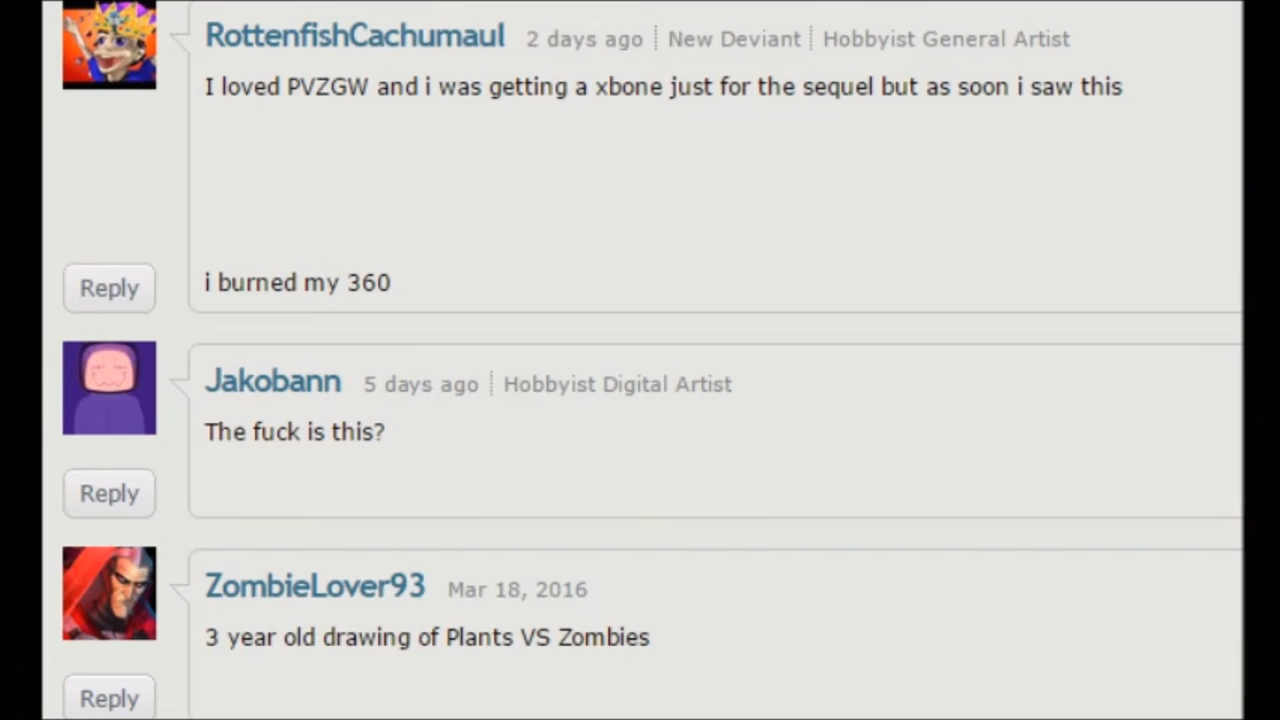 RottenfishCachumaul 2 days ago New Deviant Hobbyist General Artist
I loved PVZGW and i was getting a xbone just for the sequel but as soon i saw this
i burned my 360
Reply
Jakobann 5 days ago Hobbyist Digital Artist
The fuck is this?
Reply
ZombieLover93 Mar 18, 2016
3 year old drawing of Plants VS Zombies
Reply